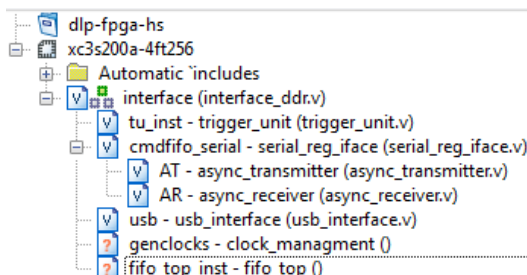 dlp-fpga-hs
xc3s200a-4ft256
Automatic `includes
interface (interface_ddr.v)
tu_inst - trigger_unit (trigger_unit.v)
cmdfifo_serial - serial_reg_iface (serial_reg_iface.v)
AT - async_transmitter (async_transmitter.v)
AR - async_receiver (async_receiver.v)
usb - usb_interface (usb_interface.v)
genclocks - clock_managment ()
fifo_top_inst - fifo_top ()